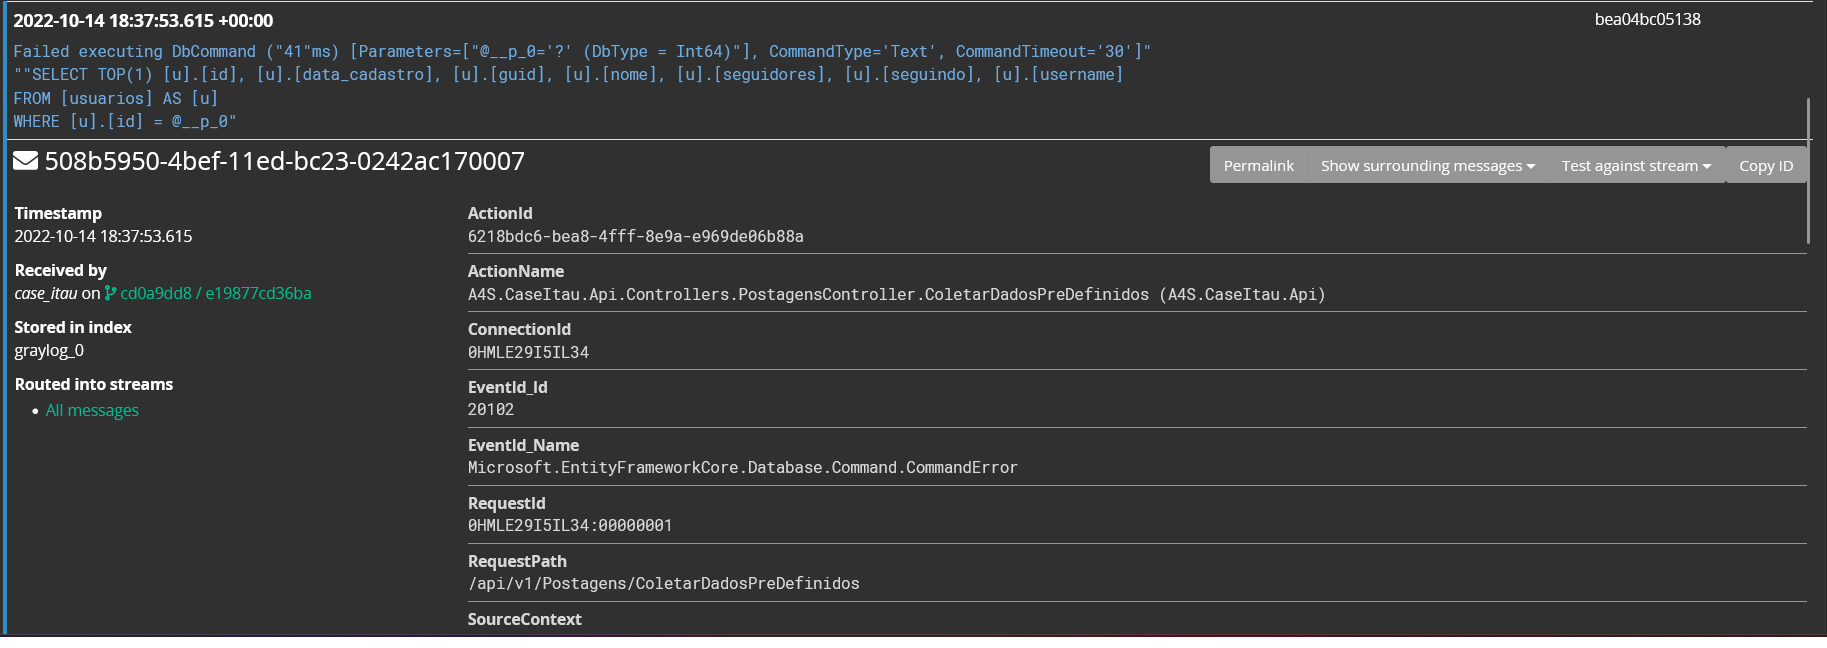 2022-10-14 18:37:53.615 +00:00
bea04bc05138
Failed executing DbCommand ("41"ms) [Parameters=["@__p_0='?' (DbType = Int64)"], CommandType='Text', CommandTimeout='30']"
""SELECT TOP(1) [u].[id], [u].[data_cadastro], [u].[guid], [u].[nome], [u].[seguidores], [u].[seguindo], [u].[username]
FROM [usuarios] AS [u]
WHERE [u].[id] = @__p_0"
508b5950-4bef-11ed-bc23-0242ac170007
Permalink
Show surrounding messages
Test against stream
Copy ID
Timestamp
2022-10-14 18:37:53.615
Received by
case_itau on cd0a9dd8 / e19877cd36ba
Stored in index
graylog_0
Routed into streams
All messages
ActionId
6218bdc6-bea8-4fff-8e9a-e969de06b88a
ActionName
A4S.CaseItau.Api.Controllers.PostagensController.ColetarDadosPreDefinidos (A4S.CaseItau.Api)
ConnectionId
0HMLE29I5IL34
EventId_Id
20102
EventId_Name
Microsoft.EntityFrameworkCore.Database.Command.CommandError
RequestId
0HMLE29I5IL34:00000001
RequestPath
/api/v1/Postagens/ColetarDadosPreDefinidos
SourceContext